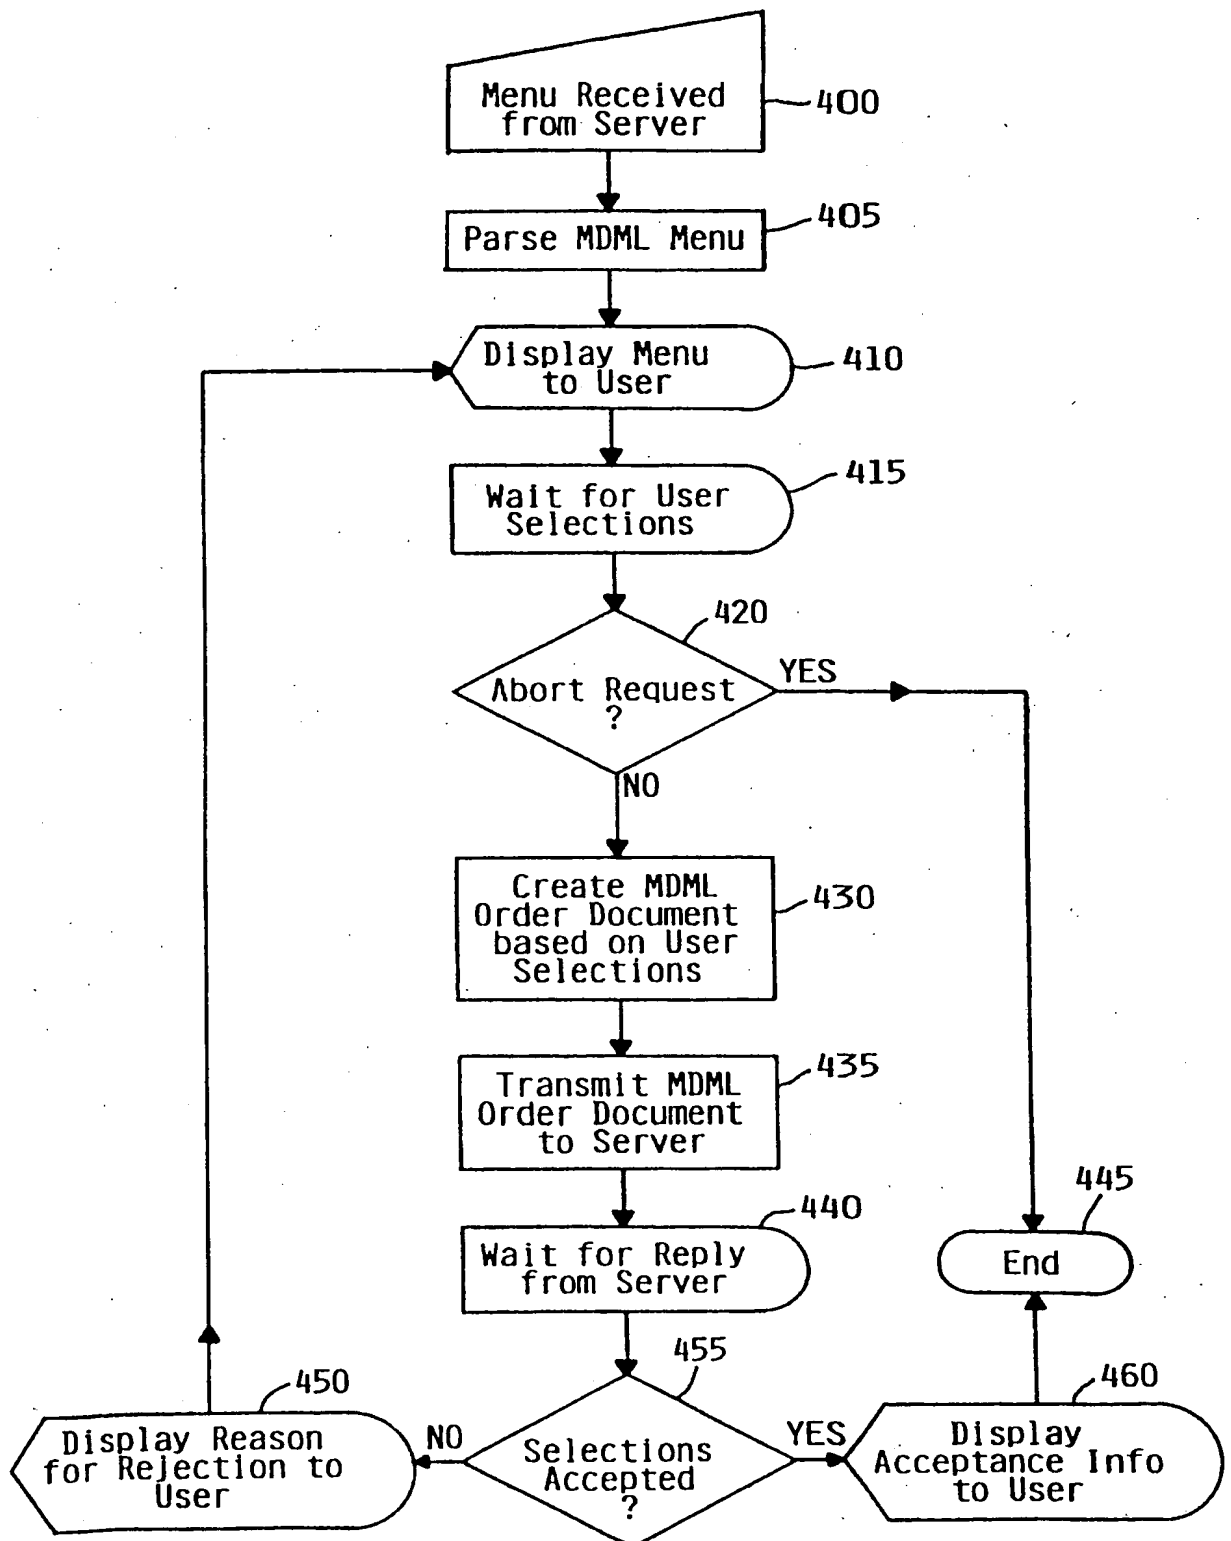 Menu Received
from Server
400
Parse MDML Menu
405
Display Menu
to User
410
Wait for User
Selections
415
420
Abort Request
?
YES
NO
Create MDML
Order Document
based on User
Selections
430
Transmit MDML
Order Document
to Server
435
Wait for Reply
from Server
440
445
End
455
Selections
Accepted
?
NO
YES
450
Display Reason
for Rejection to
User
460
Display
Acceptance Info
to User